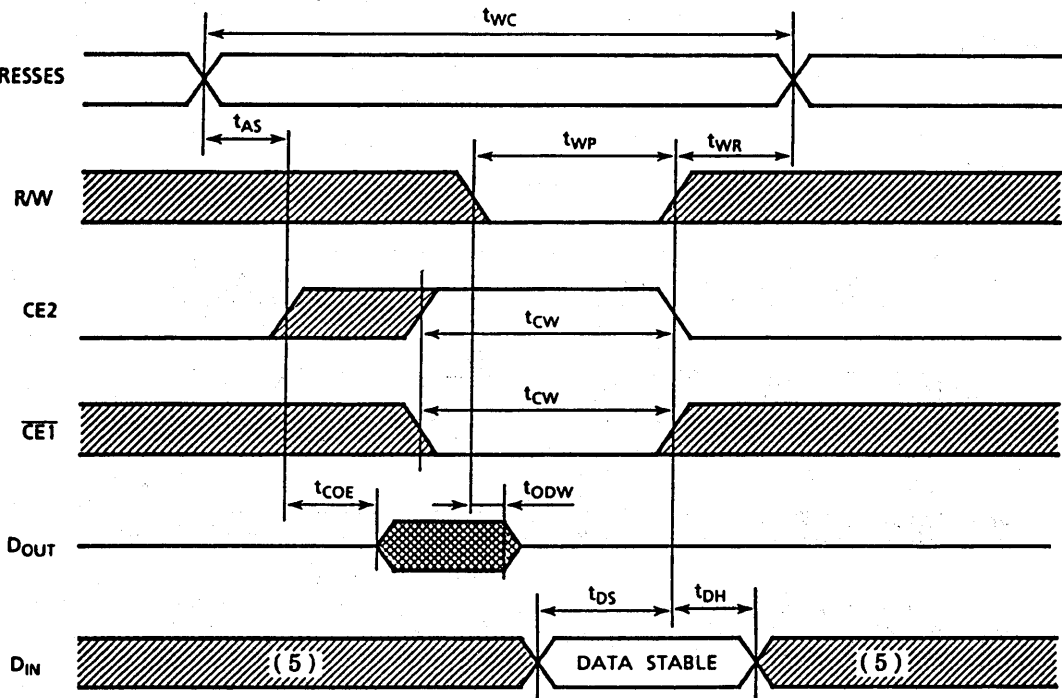 tWC
RESSES
tAS
tWP
tWR
R/W
CE2
tCW
tCW
CE1
tCOE
tODW
DOUT
tDS
tDH
DIN
(5)
DATA STABLE
(5)